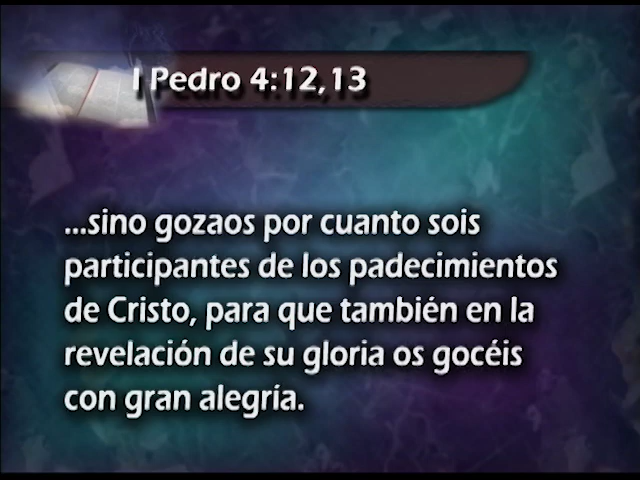 I Pedro 4:12,13
...sino gozaos por cuanto sois
participantes de los padecimientos
de Cristo, para que también en la
revelación de su gloria os gocéis
con gran alegría.